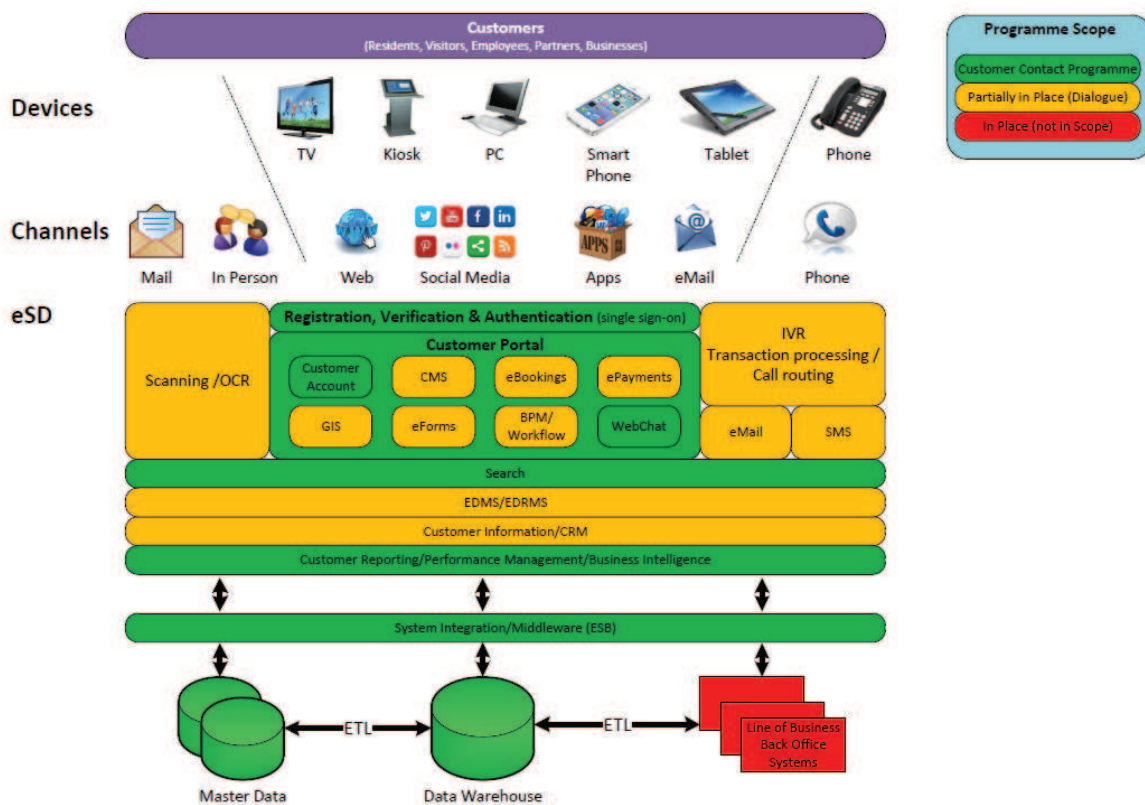 Customers
(Residents, Visitors, Employees, Partners, Businesses)
Programme Scope
Customer Contact Programme
Partially in Place (Dialogue)
In Place (not in Scope)
Devices
TV
Kiosk
PC
Smart
Phone
Tablet
Phone
Channels
APPS
Mail
In Person
Web
Social Media
Apps
eMail
Phone
eSD
Registration, Verification & Authentication (single sign-on)
Customer Portal
Scanning /OCR
Customer
Account
CMS
eBookings
ePayments
GIS
eForms
BPM/
Workflow
WebChat
IVR
Transaction processing /
Call routing
eMail
SMS
Search
EDMS/EDRMS
Customer Information/CRM
Customer Reporting/Performance Management/Business Intelligence
System Integration/Middleware (ESB)
ETL
ETL
Line of Business
Back Office
Systems
Master Data
Data Warehouse